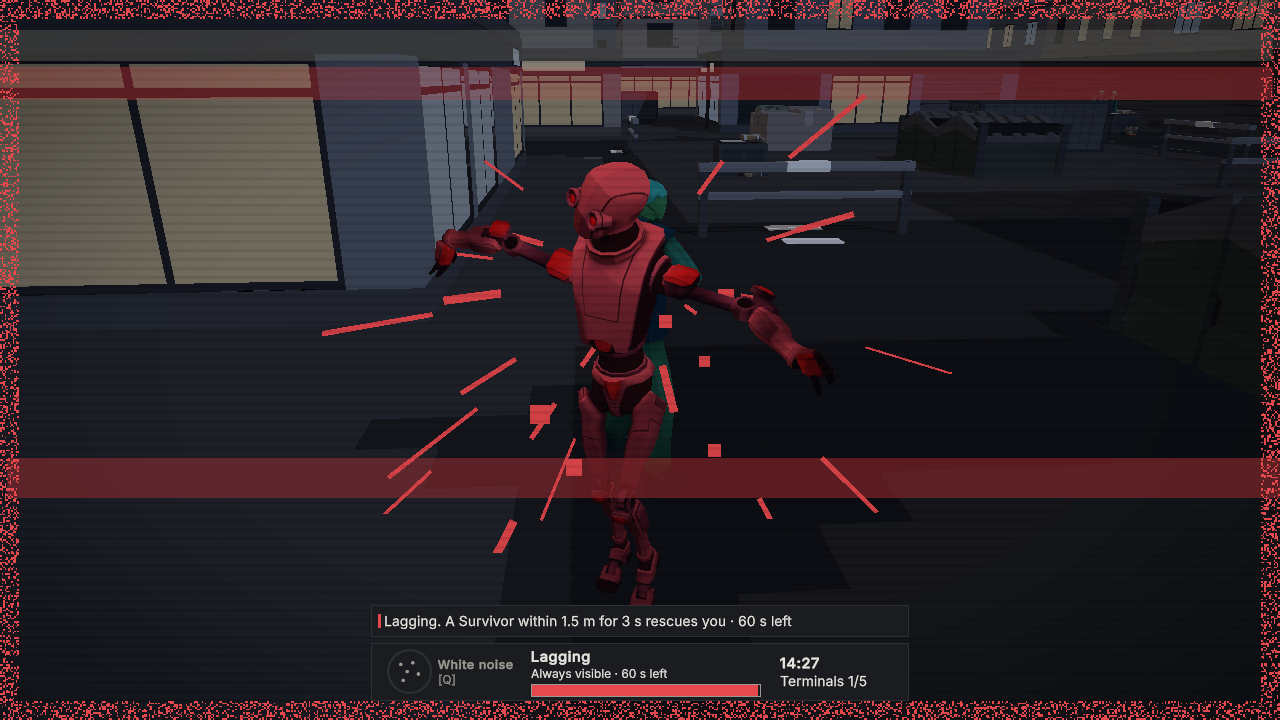 Lagging. A Survivor within 1.5 m for 3 s rescues you · 60 s left
White noise
[Q]
Lagging
Always visible · 60 s left
14:27
Terminals 1/5